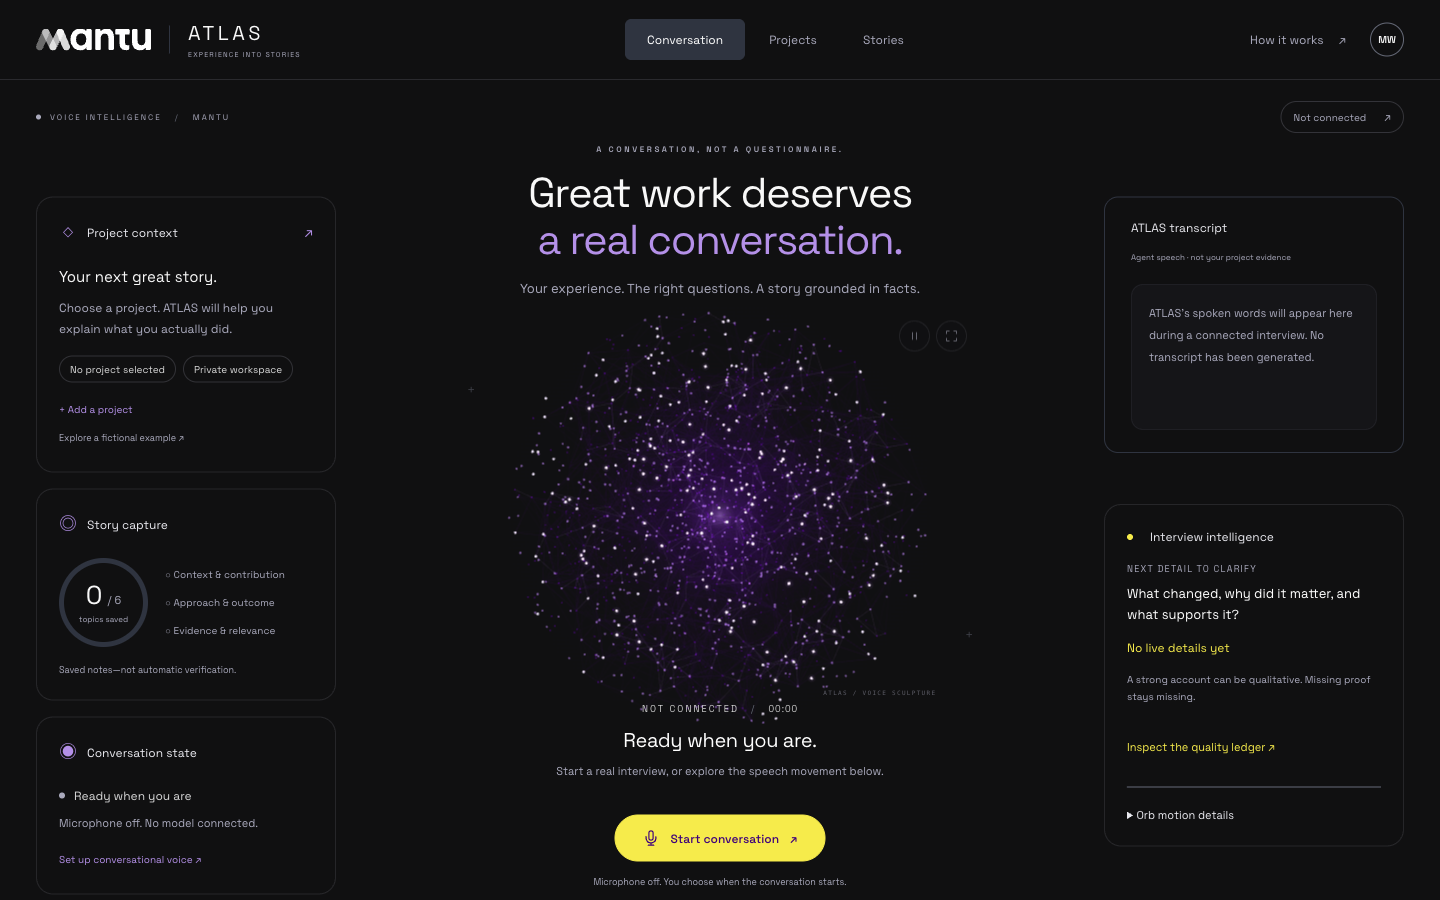 mantu
ATLAS
EXPERIENCE INTO STORIES
Conversation
Projects
Stories
How it works ↗
MW
VOICE INTELLIGENCE / MANTU
Not connected ↗
A CONVERSATION, NOT A QUESTIONNAIRE.
Great work deserves
a real conversation.
Your experience. The right questions. A story grounded in facts.
Project context ↗
Your next great story.
Choose a project. ATLAS will help you
explain what you actually did.
No project selected
Private workspace
+ Add a project
Explore a fictional example ↗
Story capture
0 / 6
topics saved
Context & contribution
Approach & outcome
Evidence & relevance
Saved notes—not automatic verification.
Conversation state
Ready when you are
Microphone off. No model connected.
Set up conversational voice ↗
ATLAS / VOICE SCULPTURE
NOT CONNECTED / 00:00
Ready when you are.
Start a real interview, or explore the speech movement below.
Start conversation ↗
Microphone off. You choose when the conversation starts.
ATLAS transcript
Agent speech · not your project evidence
ATLAS's spoken words will appear here
during a connected interview. No
transcript has been generated.
Interview intelligence
NEXT DETAIL TO CLARIFY
What changed, why did it matter, and
what supports it?
No live details yet
A strong account can be qualitative. Missing proof
stays missing.
Inspect the quality ledger ↗
Orb motion details